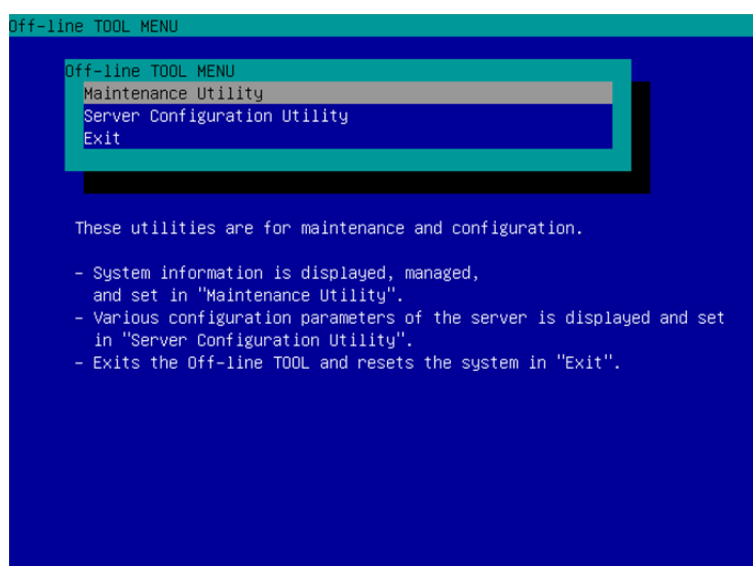 Off-line TOOL MENU
Off-line TOOL MENU
Maintenance Utility
Server Configuration Utility
Exit
These utilities are for maintenance and configuration.
- System information is displayed, managed,
and set in "Maintenance Utility".
- Various configuration parameters of the server is displayed and set
in "Server Configuration Utility".
- Exits the Off-line TOOL and resets the system in "Exit".